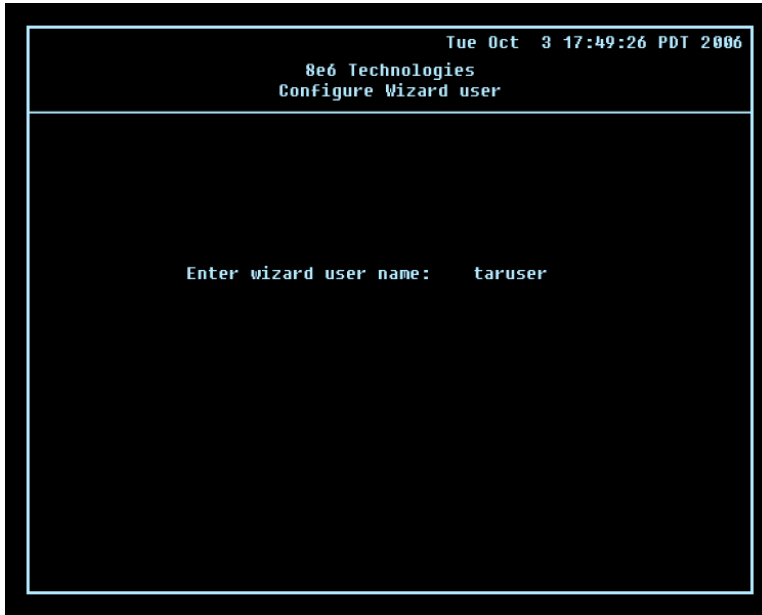 Tue Oct  3 17:49:26 PDT 2006
8e6 Technologies
Configure Wizard user
Enter wizard user name:   taruser